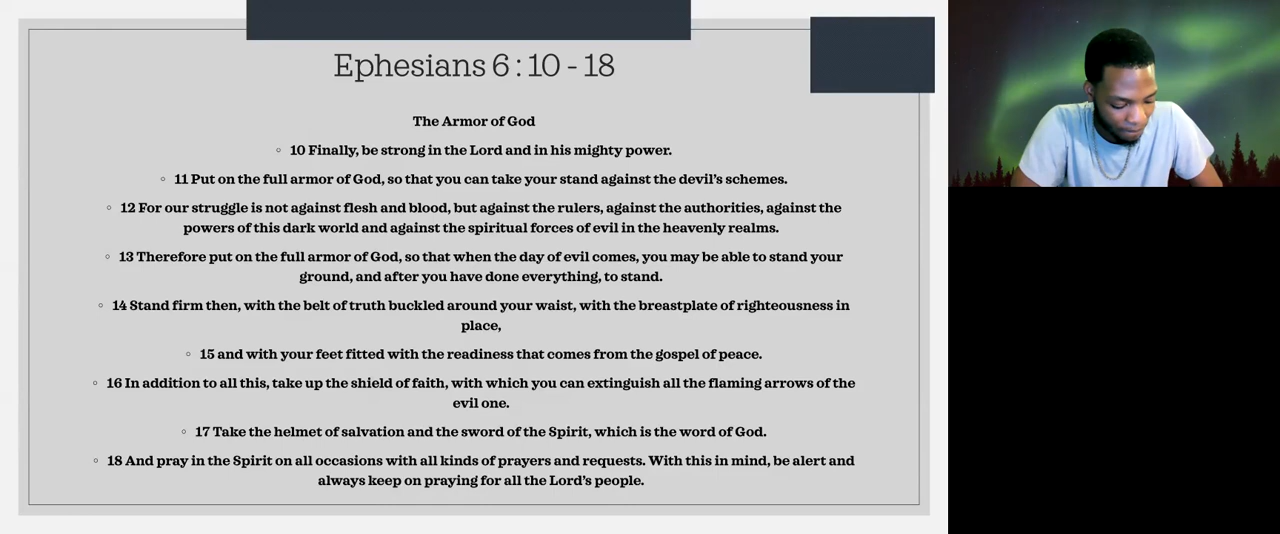 Ephesians 6 : 10 - 18
The Armor of God
10 Finally, be strong in the Lord and in his mighty power.
11 Put on the full armor of God, so that you can take your stand against the devil's schemes.
12 For our struggle is not against flesh and blood, but against the rulers, against the authorities, against the
powers of this dark world and against the spiritual forces of evil in the heavenly realms.
13 Therefore put on the full armor of God, so that when the day of evil comes, you may be able to stand your
ground, and after you have done everything, to stand.
14 Stand firm then, with the belt of truth buckled around your waist, with the breastplate of righteousness in
place,
15 and with your feet fitted with the readiness that comes from the gospel of peace.
16 In addition to all this, take up the shield of faith, with which you can extinguish all the flaming arrows of the
evil one.
17 Take the helmet of salvation and the sword of the Spirit, which is the word of God.
18 And pray in the Spirit on all occasions with all kinds of prayers and requests. With this in mind, be alert and
always keep on praying for all the Lord's people.